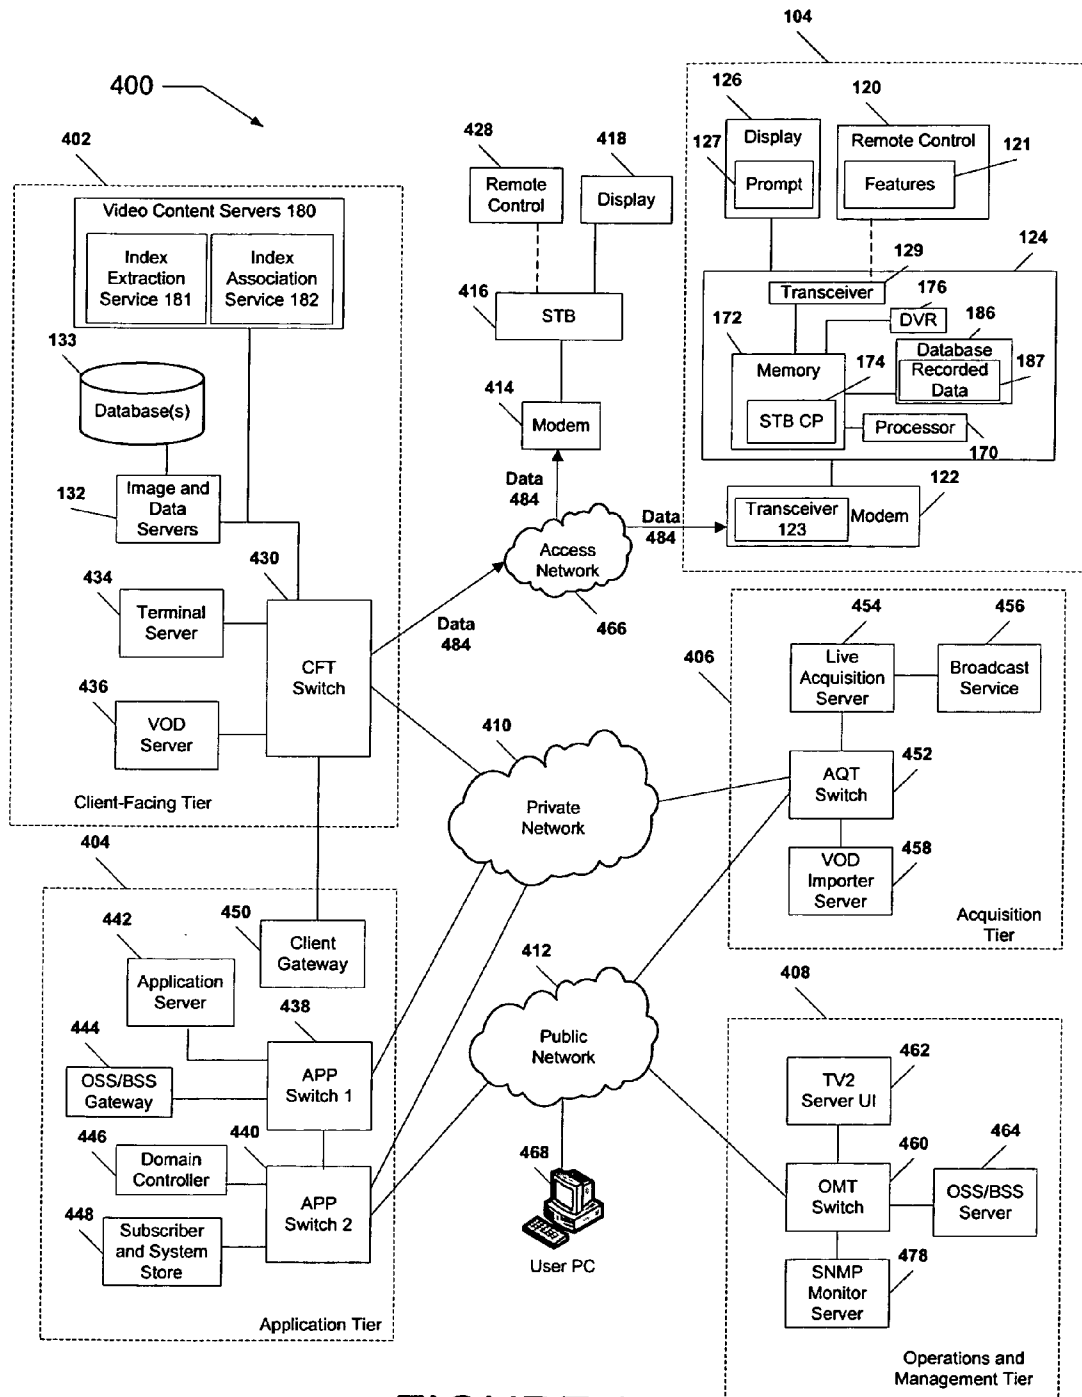 400
402
Video Content Servers 180
Index
Extraction
Service 181
Index
Association
Service 182
133
Database(s)
132
Image and
Data
Servers
430
434
Terminal
Server
CFT
Switch
436
VOD
Server
Client-Facing Tier
428
Remote
Control
418
Display
416
STB
414
Modem
Data
484
Data
484
Data
484
Access
Network
466
104
126
Display
127
Prompt
120
Remote Control
121
Features
124
129
Transceiver
176
DVR
172
Memory
174
STB CP
186
Database
Recorded
Data
187
Processor
170
122
Transceiver
123
Modem
406
454
Live
Acquisition
Server
456
Broadcast
Service
452
AQT
Switch
458
VOD
Importer
Server
Acquisition
Tier
410
Private
Network
412
Public
Network
468
User PC
404
450
Client
Gateway
442
Application
Server
438
APP
Switch 1
444
OSS/BSS
Gateway
446
Domain
Controller
440
APP
Switch 2
448
Subscriber
and System
Store
Application Tier
408
462
TV2
Server UI
460
OMT
Switch
464
OSS/BSS
Server
478
SNMP
Monitor
Server
Operations and
Management Tier